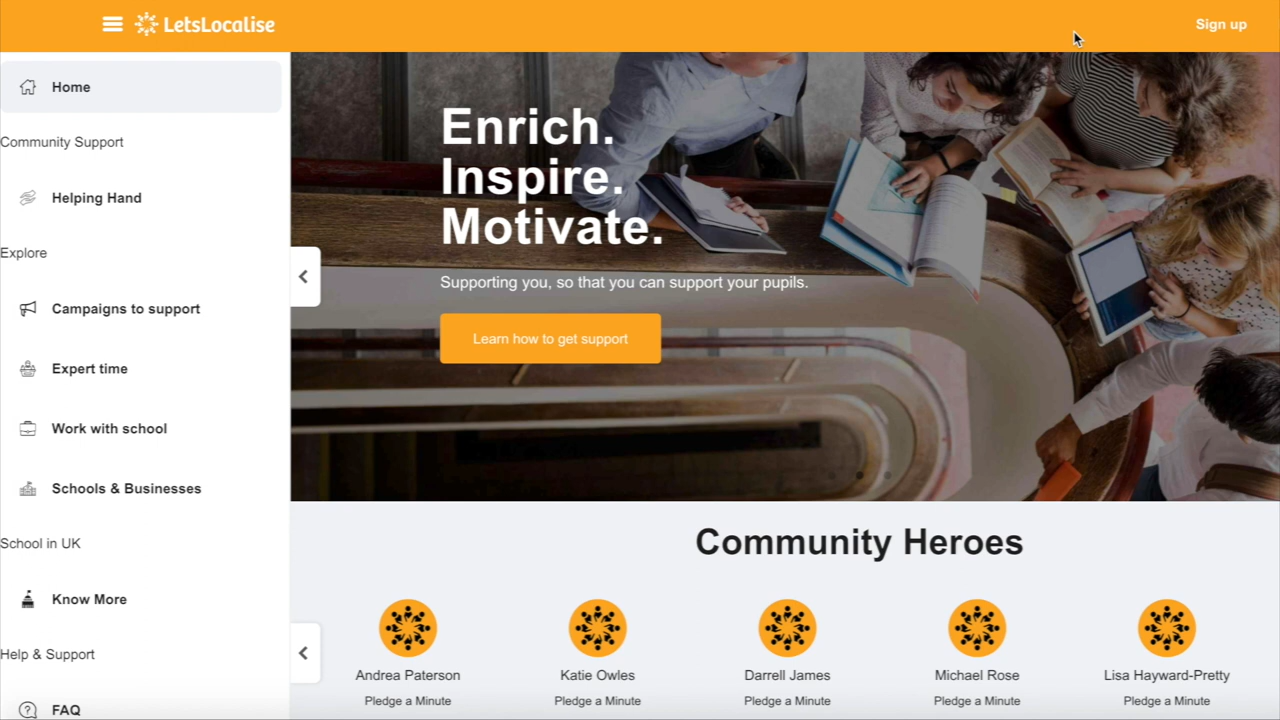 LetsLocalise
Sign up
Home
Community Support
Helping Hand
Explore
Campaigns to support
Expert time
Work with school
Schools & Businesses
School in UK
Know More
Help & Support
FAQ
Enrich.
Inspire.
Motivate.
Supporting you, so that you can support your pupils.
Learn how to get support
Community Heroes
Andrea Paterson
Pledge a Minute
Katie Owles
Pledge a Minute
Darrell James
Pledge a Minute
Michael Rose
Pledge a Minute
Lisa Hayward-Pretty
Pledge a Minute